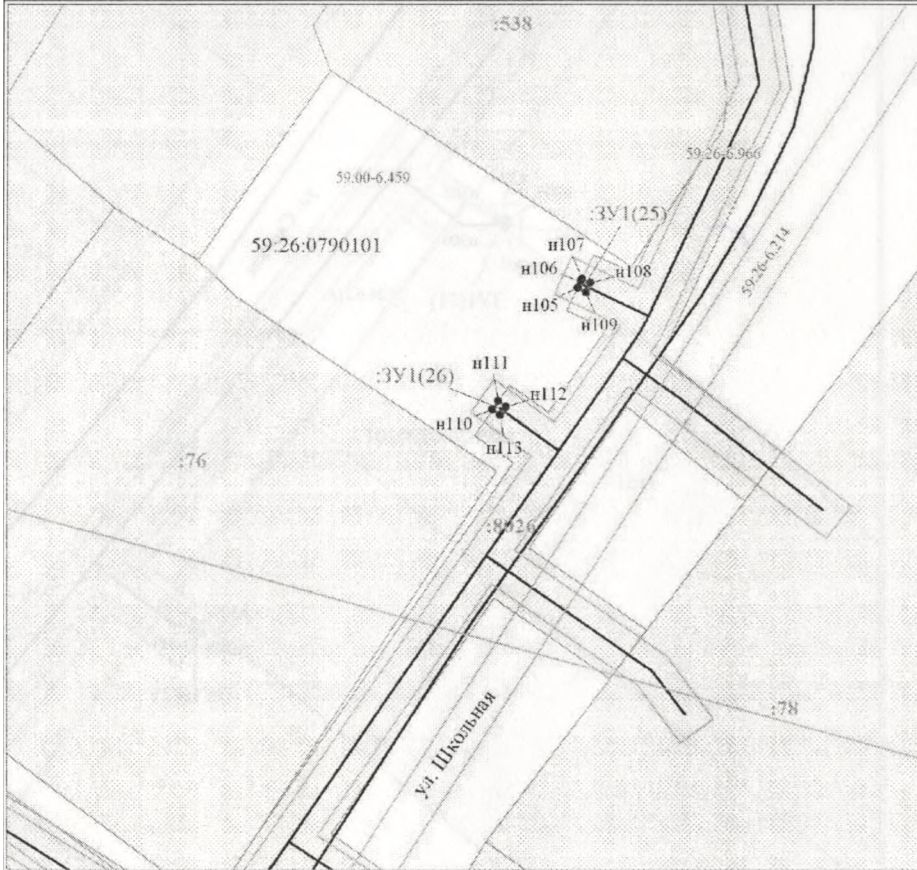 :538
59:26-6.966
59:00-6.459
:ЗУ1(25)
59:26:0790101
н107
59:26-6.214
н106
н108
н105
н109
н111
:ЗУ1(26)
н112
н110
н113
:76
:8926
:78
ул. Школьная